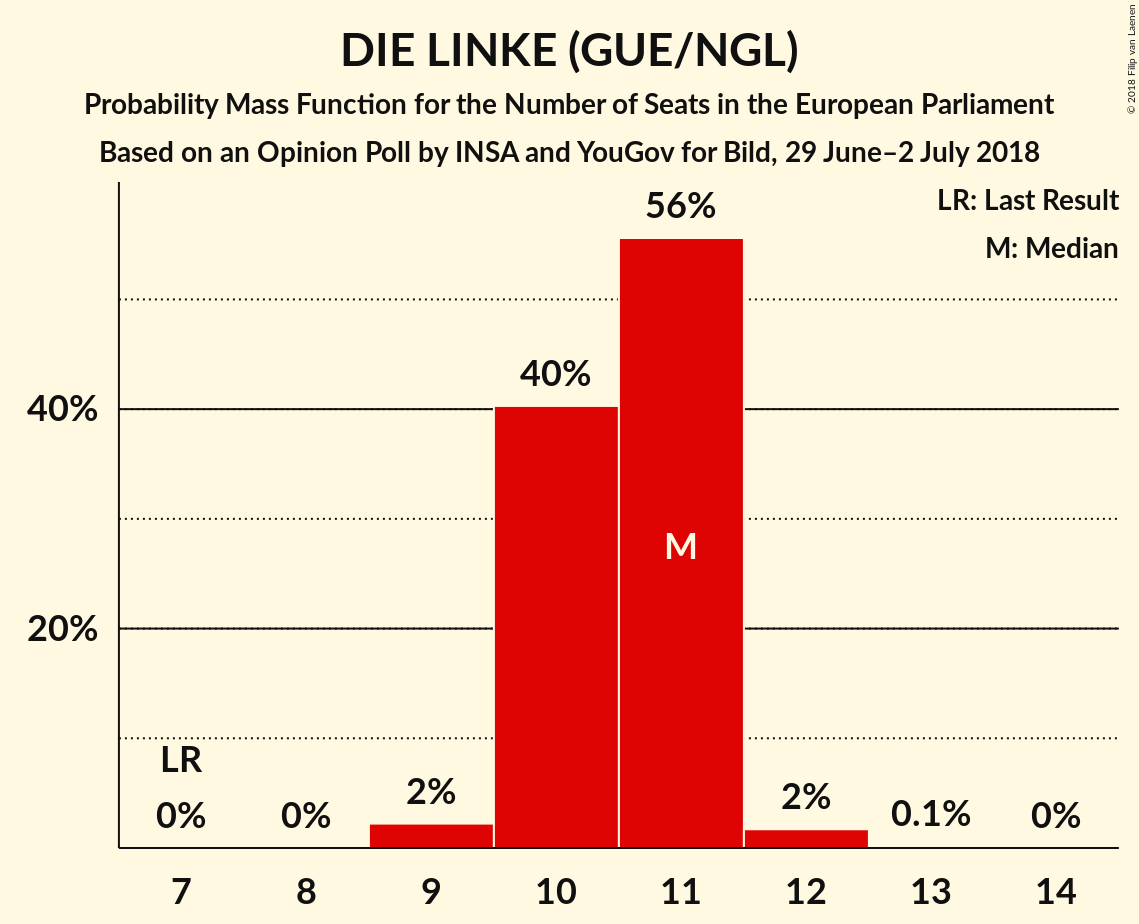 DIE LINKE (GUE/NGL)
Probability Mass Function for the Number of Seats in the European Parliament
Based on an Opinion Poll by INSA and YouGov for Bild, 29 June–2 July 2018
© 2018 Filip van Laenen
LR: Last Result
M: Median
56%
40%
40%
M
20%
LR
0%
0%
2%
2%
0.1%
0%
7 8 9 10 11 12 13 14